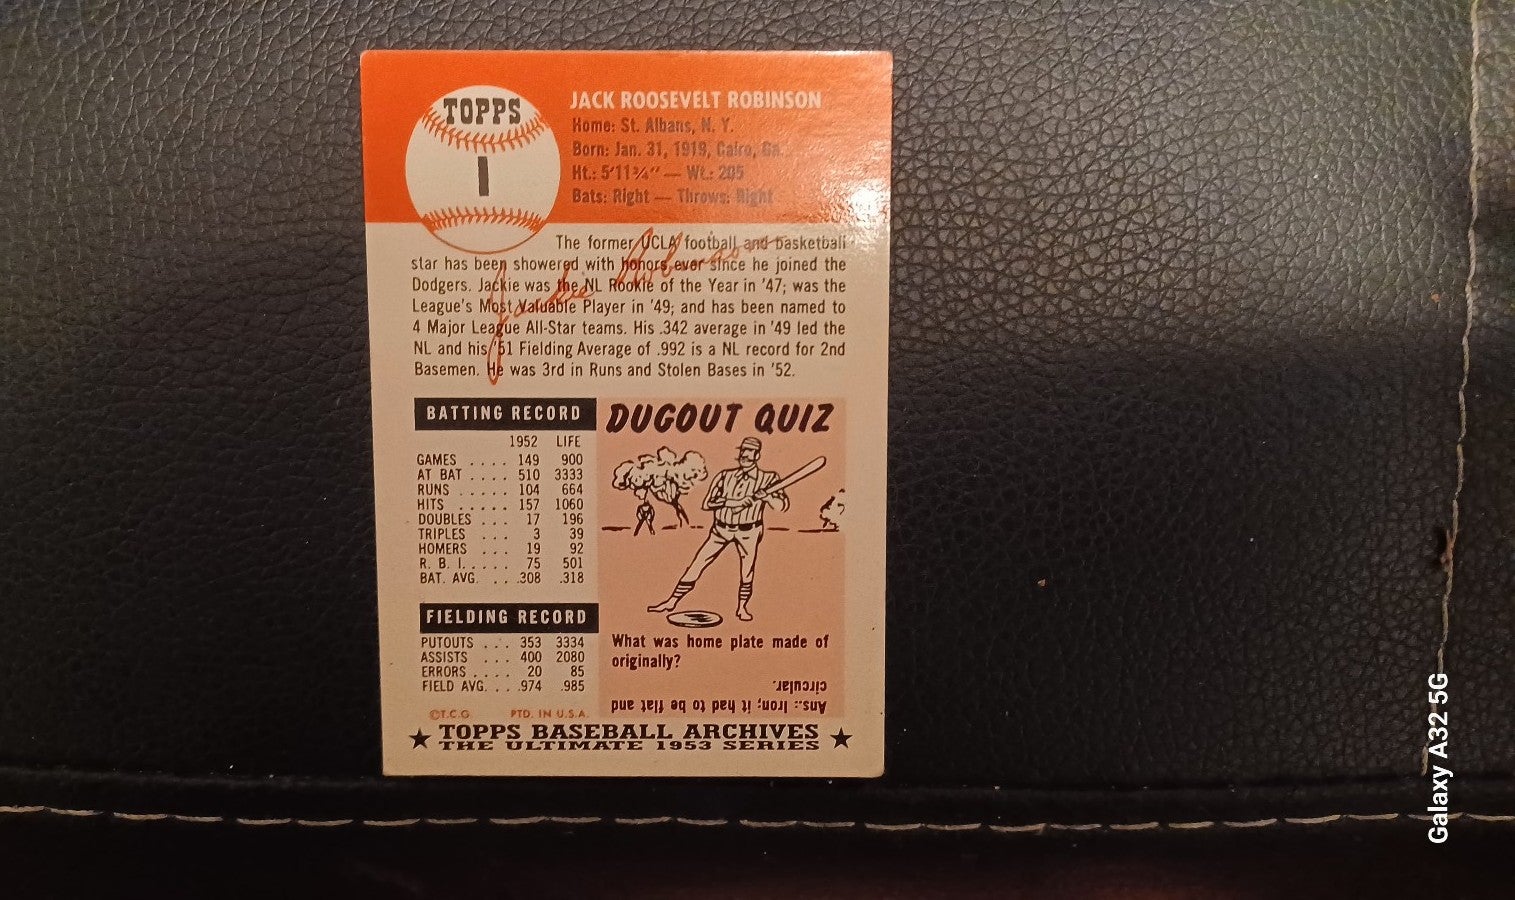 TOPPS
1
JACK ROOSEVELT ROBINSON
Home: St. Albans, N. Y.
Born: Jan. 31, 1919, Cairo, Ga.
Ht.: 5'11¾" — Wt.: 205
Bats: Right — Throws: Right
The former UCLA football and basketball
star has been showered with honors ever since he joined the
Dodgers. Jackie was the NL Rookie of the Year in '47; was the
League's Most Valuable Player in '49; and has been named to
4 Major League All-Star teams. His .342 average in '49 led the
NL and his '51 Fielding Average of .992 is a NL record for 2nd
Basemen. He was 3rd in Runs and Stolen Bases in '52.
Jackie Robinson
BATTING RECORD
1952 LIFE
GAMES .... 149 900
AT BAT .... 510 3333
RUNS ..... 104 664
HITS ..... 157 1060
DOUBLES ... 17 196
TRIPLES ... 3 39
HOMERS ... 19 92
R. B. I. .... 75 501
BAT. AVG. ... .308 .318
FIELDING RECORD
PUTOUTS ... 353 3334
ASSISTS ... 400 2080
ERRORS .... 20 85
FIELD AVG. ... .974 .985
©T.C.G. PTD. IN U.S.A.
DUGOUT QUIZ
What was home plate made of
originally?
Ans.: Iron; it had to be flat and
circular.
★ TOPPS BASEBALL ARCHIVES ★
THE ULTIMATE 1953 SERIES
Galaxy A32 5G